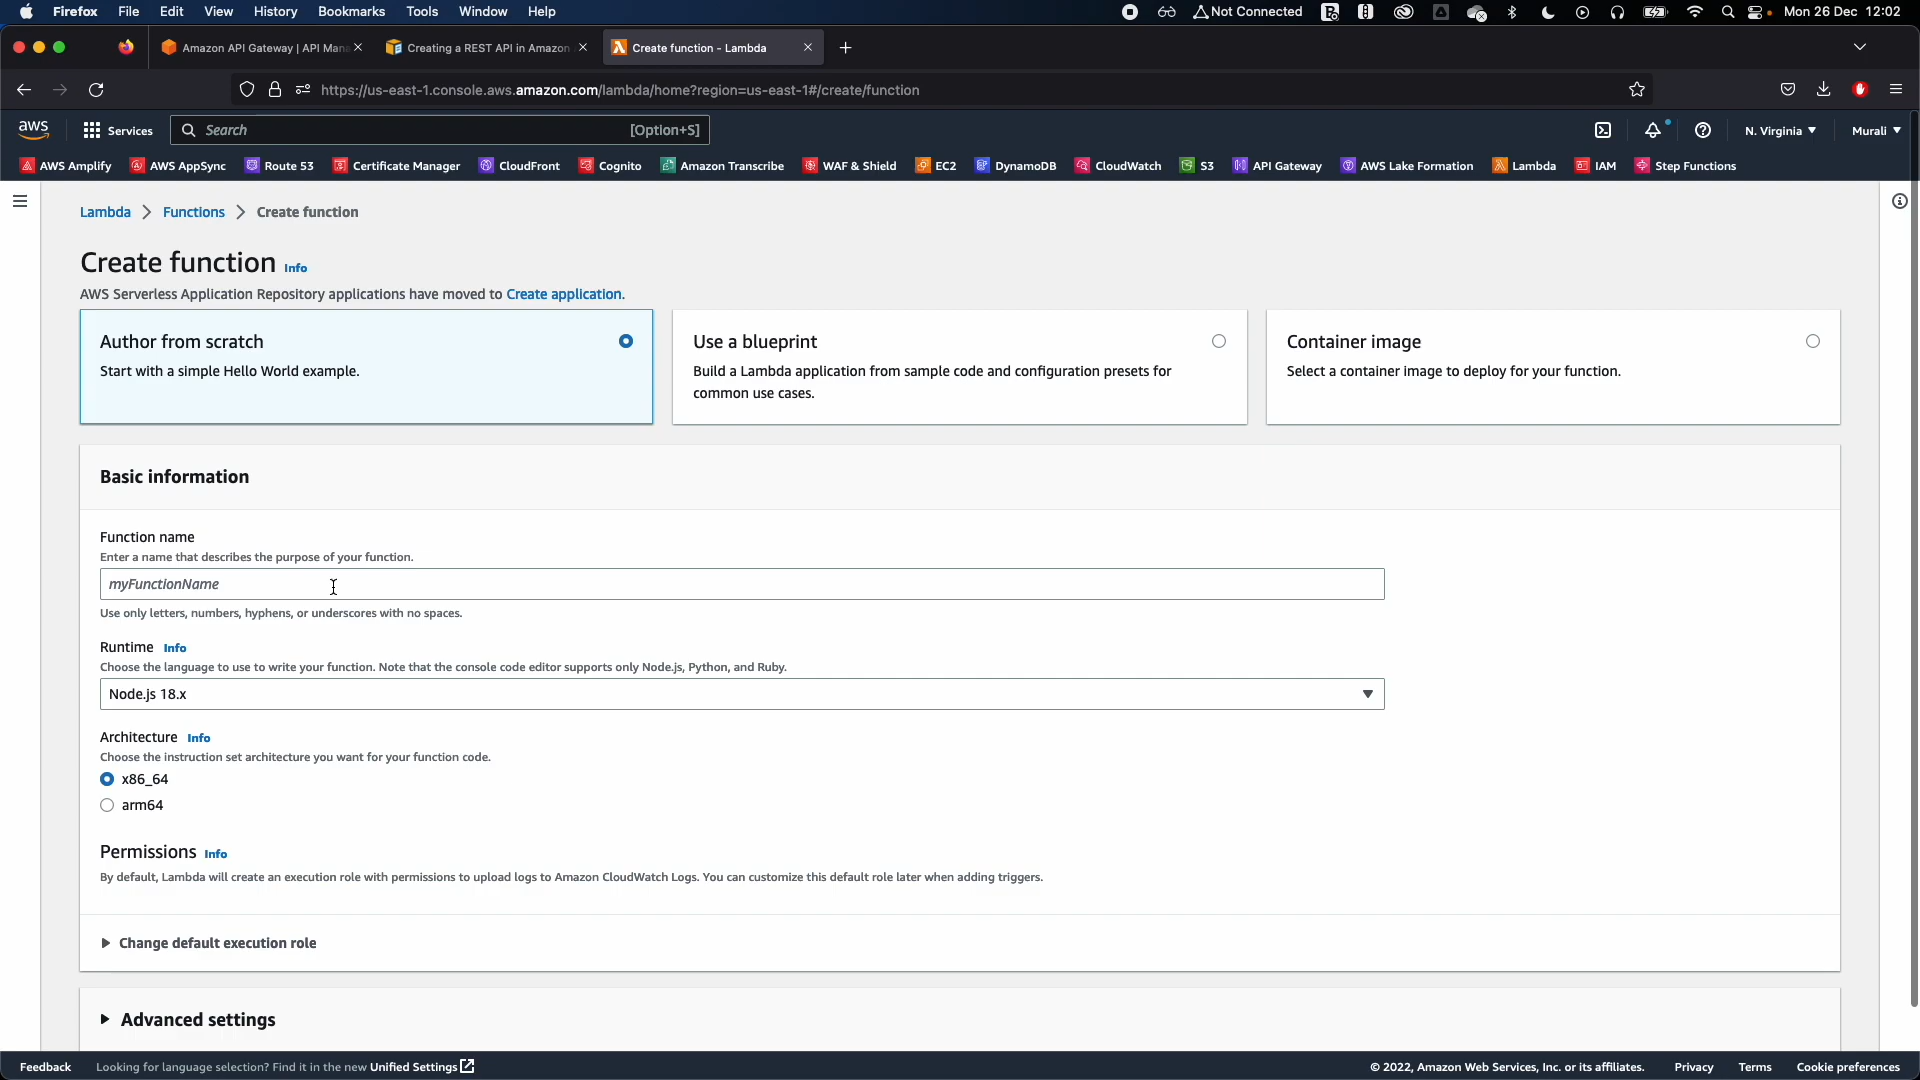 Firefox File Edit View History Bookmarks Tools Window Help Not Connected Mon 26 Dec 12:02
Amazon API Gateway | API Man Creating a REST API in Amazon Create function - Lambda
https://us-east-1.console.aws.amazon.com/lambda/home?region=us-east-1#/create/function
aws Services Search [Option+S] N. Virginia Murali
AWS Amplify AWS AppSync Route 53 Certificate Manager CloudFront Cognito Amazon Transcribe WAF & Shield EC2 DynamoDB CloudWatch S3 API Gateway AWS Lake Formation Lambda IAM Step Functions
Lambda Functions Create function
Create function Info
AWS Serverless Application Repository applications have moved to Create application.
Author from scratch
Start with a simple Hello World example.
Use a blueprint
Build a Lambda application from sample code and configuration presets for
common use cases.
Container image
Select a container image to deploy for your function.
Basic information
Function name
Enter a name that describes the purpose of your function.
myFunctionName
Use only letters, numbers, hyphens, or underscores with no spaces.
Runtime Info
Choose the language to use to write your function. Note that the console code editor supports only Node.js, Python, and Ruby.
Node.js 18.x
Architecture Info
Choose the instruction set architecture you want for your function code.
x86_64
arm64
Permissions Info
By default, Lambda will create an execution role with permissions to upload logs to Amazon CloudWatch Logs. You can customize this default role later when adding triggers.
Change default execution role
Advanced settings
Feedback Looking for language selection? Find it in the new Unified Settings © 2022, Amazon Web Services, Inc. or its affiliates. Privacy Terms Cookie preferences